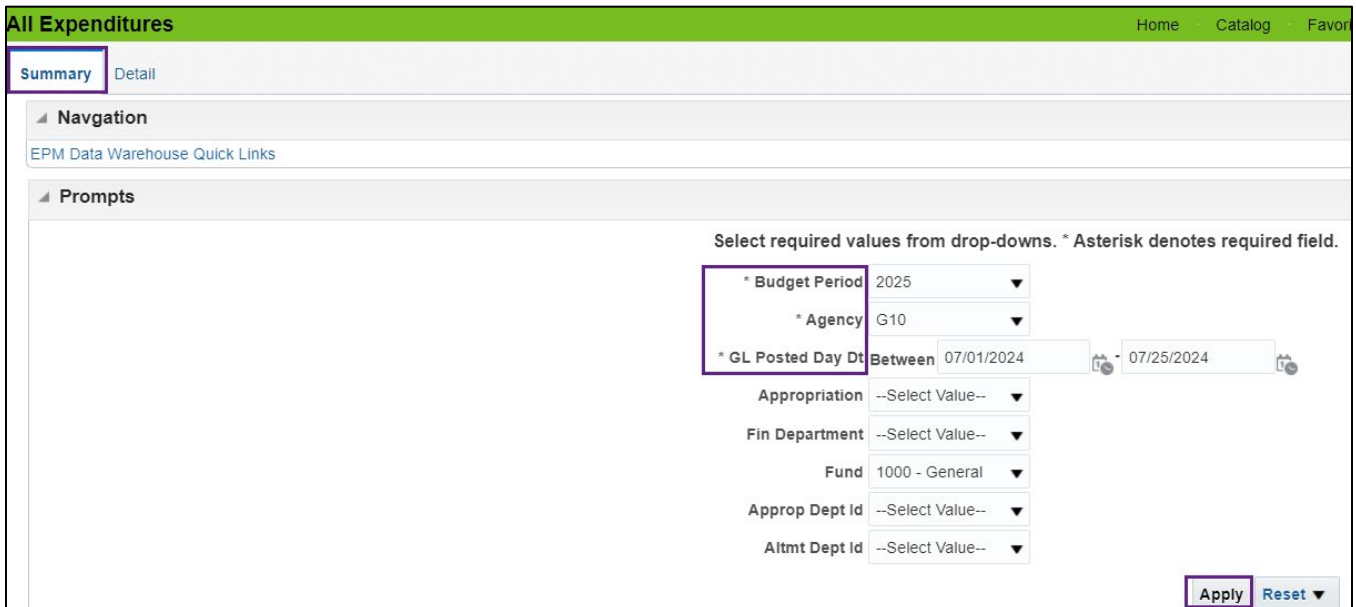 All Expenditures
Home Catalog Favori
Summary Detail
Navgation
EPM Data Warehouse Quick Links
Prompts
Select required values from drop-downs. * Asterisk denotes required field.
* Budget Period 2025
* Agency G10
* GL Posted Day Dt Between 07/01/2024 - 07/25/2024
Appropriation --Select Value--
Fin Department --Select Value--
Fund 1000 - General
Approp Dept Id --Select Value--
Altmt Dept Id --Select Value--
Apply Reset